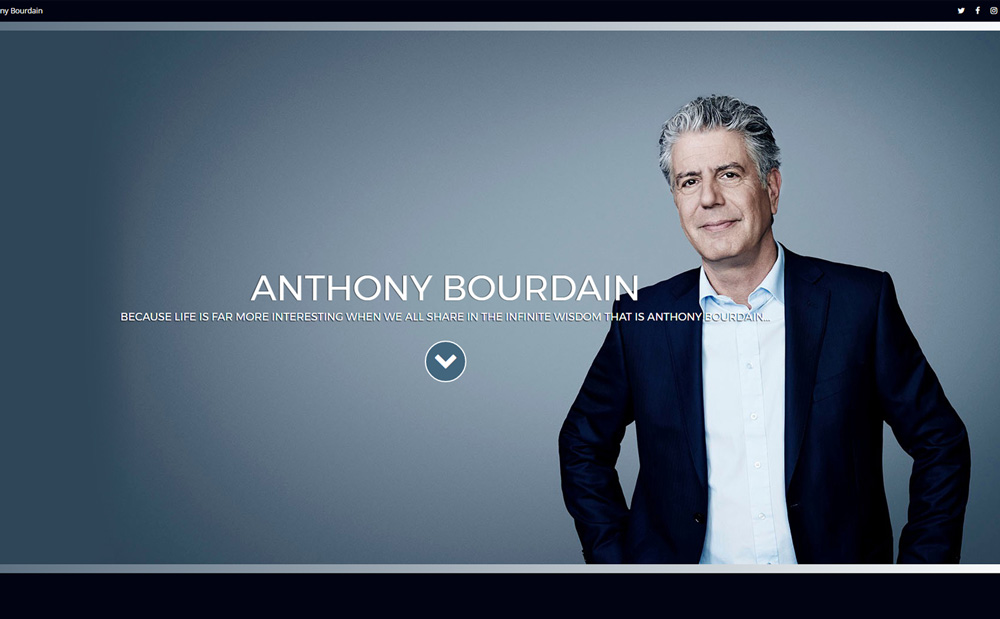 ny Bourdain
ANTHONY BOURDAIN
BECAUSE LIFE IS FAR MORE INTERESTING WHEN WE ALL SHARE IN THE INFINITE WISDOM THAT IS ANTHONY BOURDAIN...